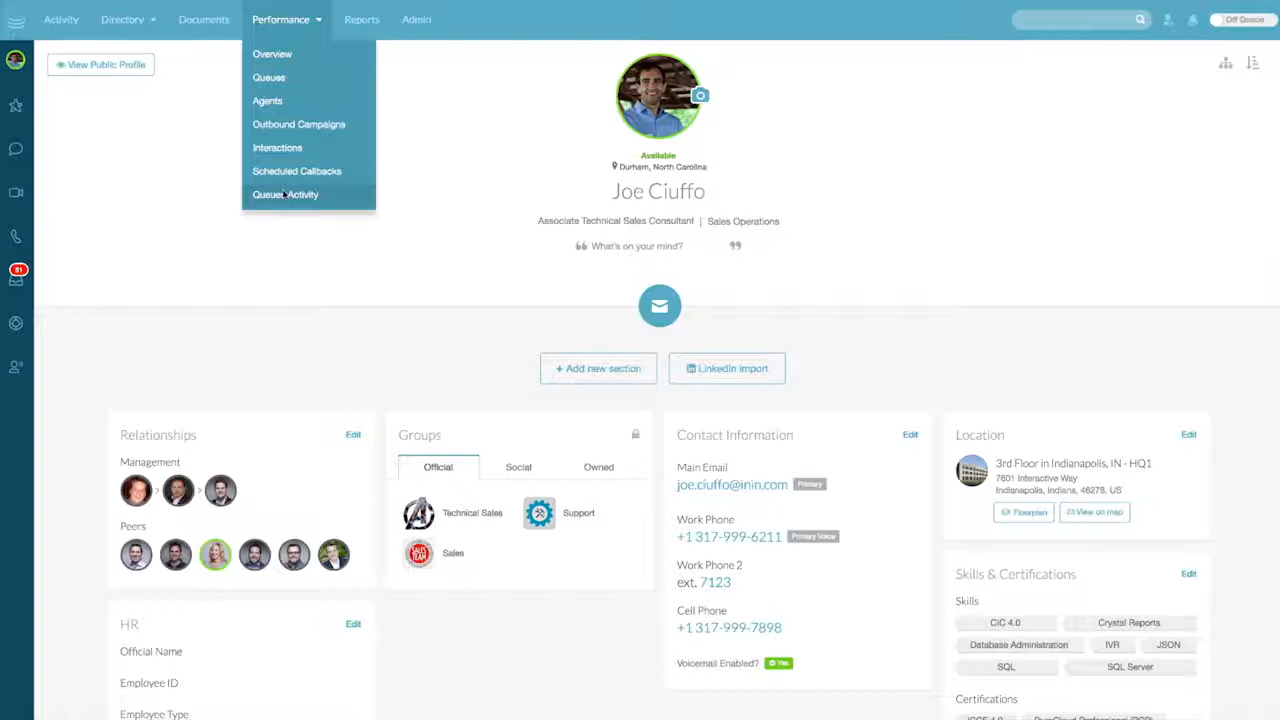 Activity Directory Documents Performance Reports Admin Off Queue
View Public Profile
Overview
Queues
Agents
Outbound Campaigns
Interactions
Scheduled Callbacks
Queues Activity
Available
Durham, North Carolina
Joe Ciuffo
Associate Technical Sales Consultant | Sales Operations
What's on your mind?
81
+ Add new section
LinkedIn import
Relationships Edit
Management
Peers
HR Edit
Official Name
Employee ID
Employee Type
Groups
Official Social Owned
Technical Sales
Support
SALES TEAM
Sales
Contact Information Edit
Main Email
joe.ciuffo@inin.com Primary
Work Phone
+1 317-999-6211 Primary Voice
Work Phone 2
ext. 7123
Cell Phone
+1 317-999-7898
Voicemail Enabled? Yes
Location Edit
3rd Floor in Indianapolis, IN - HQ1
7601 Interactive Way
Indianapolis, Indiana, 46278, US
Floorplan
View on map
Skills & Certifications Edit
Skills
CIC 4.0 Crystal Reports
Database Administration IVR JSON
SQL SQL Server
Certifications